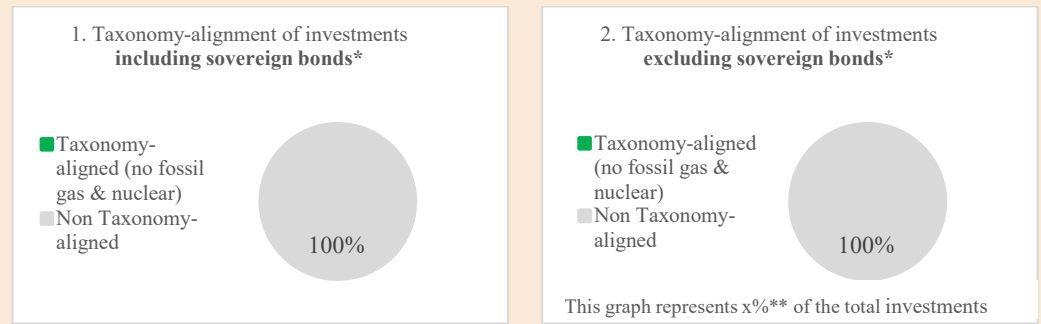 1. Taxonomy-alignment of investments
including sovereign bonds*
Taxonomy-
aligned (no fossil
gas & nuclear)
Non Taxonomy-
aligned
100%
2. Taxonomy-alignment of investments
excluding sovereign bonds*
Taxonomy-aligned
(no fossil gas &
nuclear)
Non Taxonomy-
aligned
100%
This graph represents x%** of the total investments